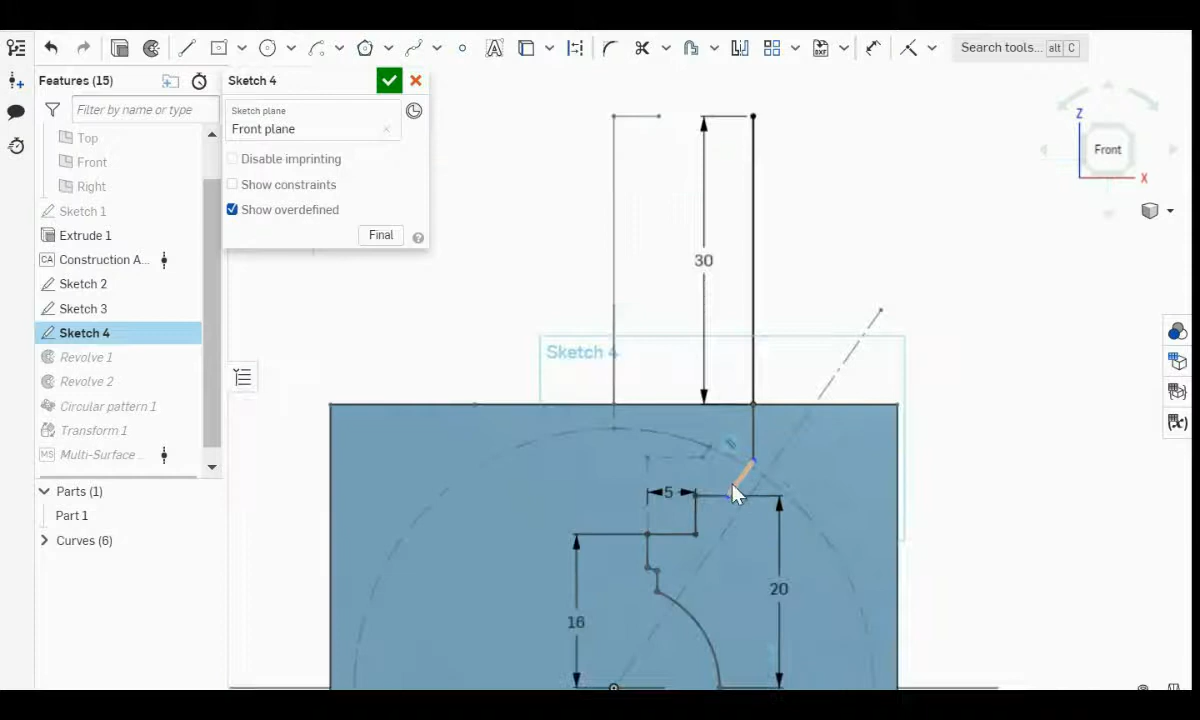 Search tools... alt C
Features (15)
Filter by name or type
Top
Front
Right
Sketch 1
Extrude 1
Construction A...
Sketch 2
Sketch 3
Sketch 4
Revolve 1
Revolve 2
Circular pattern 1
Transform 1
Multi-Surface ...
Parts (1)
Part 1
Curves (6)
Sketch 4
Sketch plane
Front plane
Disable imprinting
Show constraints
Show overdefined
Final
Z
Front
X
30
Sketch 4
5
20
16